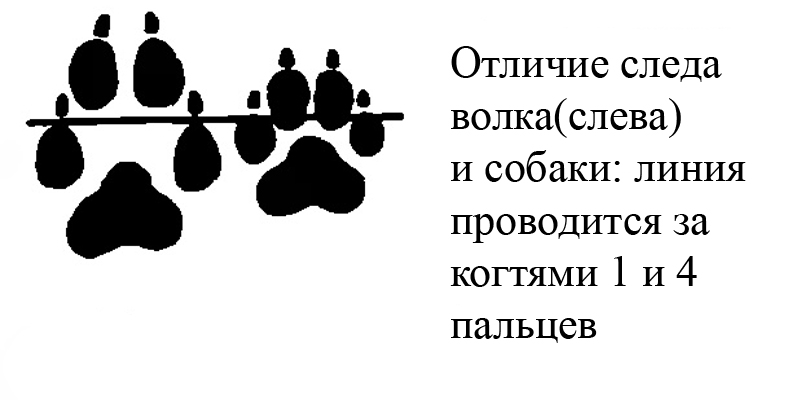 Отличие следа
волка(слева)
и собаки: линия
проводится за
когтями 1 и 4
пальцев